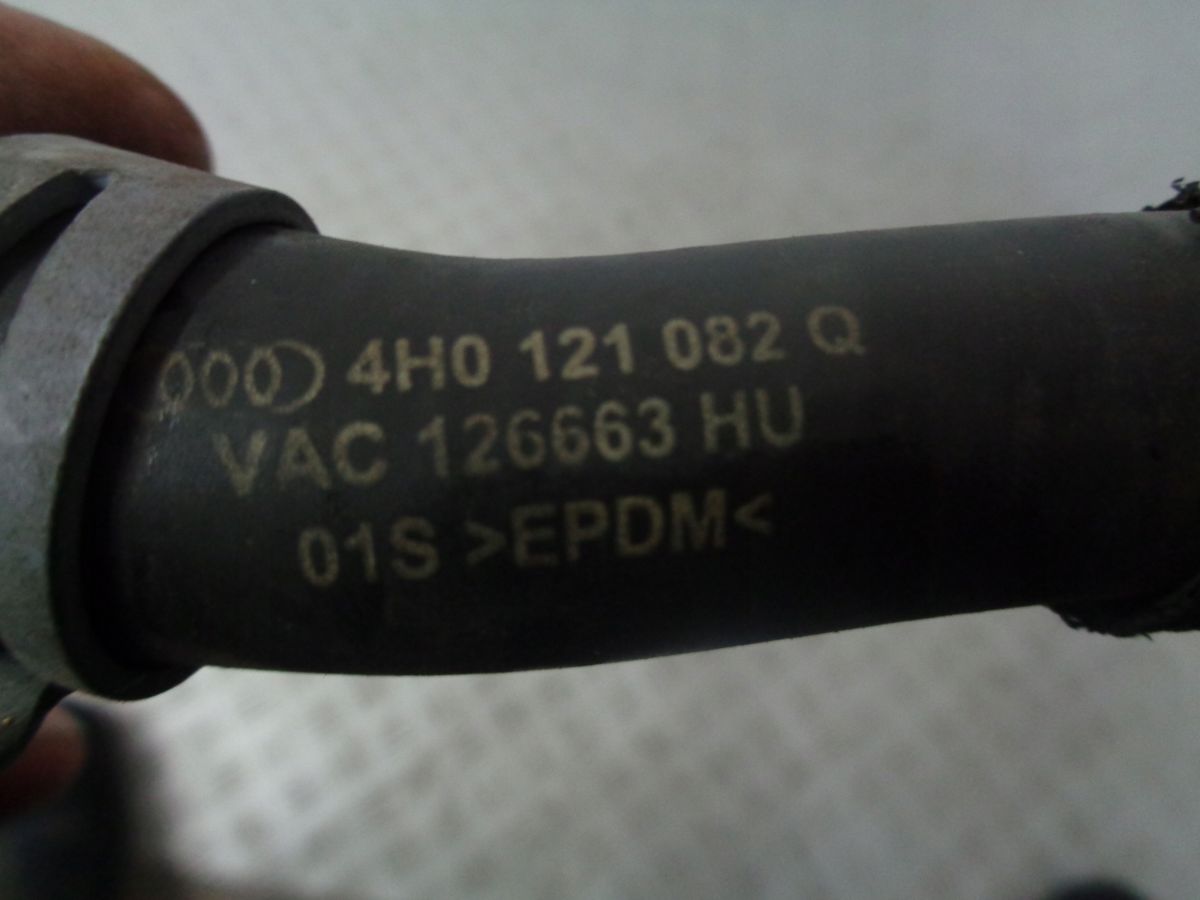 4H0 121 082 Q
VAC 126663 HU
01S >EPDM<